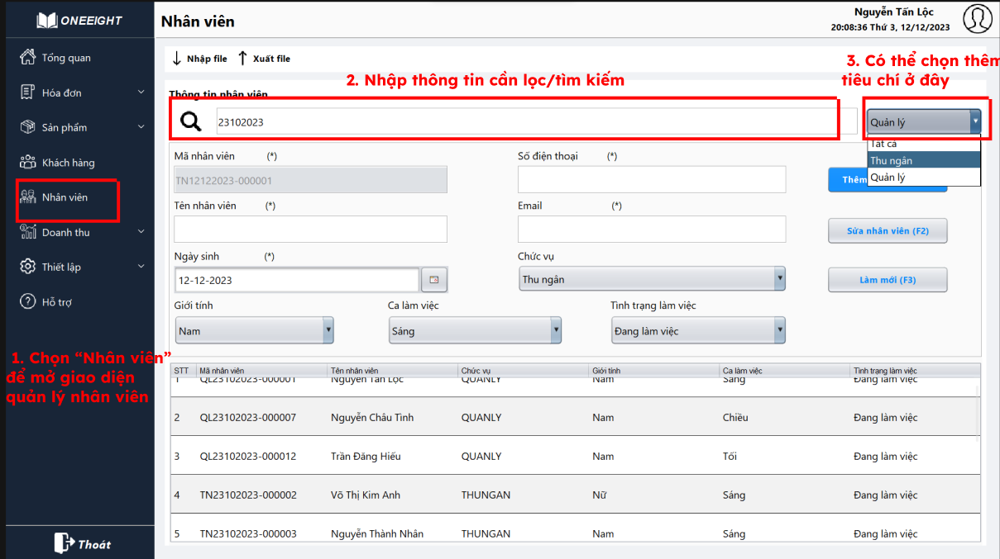 ONEEIGHT
Nhân viên
Nguyễn Tấn Lộc
20:08:36 Thứ 3, 12/12/2023
Tổng quan
Hóa đơn
Sản phẩm
Khách hàng
Nhân viên
Doanh thu
Thiết lập
Hỗ trợ
1. Chọn “Nhân viên”
để mở giao diện
quản lý nhân viên
Thoát
Nhập file
Xuất file
2. Nhập thông tin cần lọc/tìm kiếm
3. Có thể chọn thêm
tiêu chí ở đây
Thông tin nhân viên
23102023
Quản lý
Tất cả
Thu ngân
Quản lý
Mã nhân viên (*)
Số điện thoại (*)
TN12122023-000001
Thêm
Tên nhân viên (*)
Email (*)
Sửa nhân viên (F2)
Ngày sinh (*)
Chức vụ
12-12-2023
Thu ngân
Làm mới (F3)
Giới tính
Ca làm việc
Tình trạng làm việc
Nam
Sáng
Đang làm việc
STT Mã nhân viên Tên nhân viên Chức vụ Giới tính Ca làm việc Tình trạng làm việc
1 QL23102023-000001 Nguyễn Tấn Lộc QUANLY Nam Sáng Đang làm việc
2 QL23102023-000007 Nguyễn Châu Tình QUANLY Nam Chiều Đang làm việc
3 QL23102023-000012 Trần Đăng Hiếu QUANLY Nam Tối Đang làm việc
4 TN23102023-000002 Võ Thị Kim Anh THUNGAN Nữ Sáng Đang làm việc
5 TN23102023-000003 Nguyễn Thành Nhân THUNGAN Nam Sáng Đang làm việc